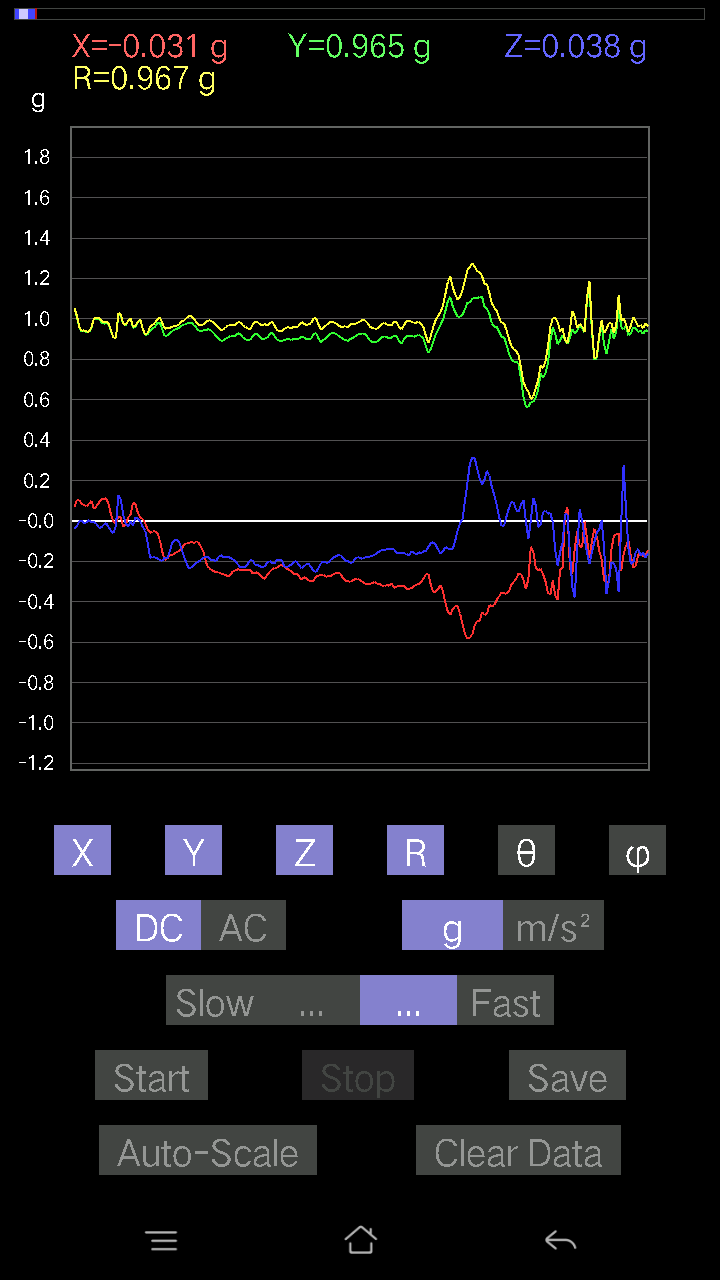 X=-0.031 g Y=0.965 g Z=0.038 g
R=0.967 g
g
1.8
1.6
1.4
1.2
1.0
0.8
0.6
0.4
0.2
-0.0
-0.2
-0.4
-0.6
-0.8
-1.0
-1.2
X Y Z R θ φ
DC AC g m/s²
Slow ... ... Fast
Start Stop Save
Auto-Scale Clear Data